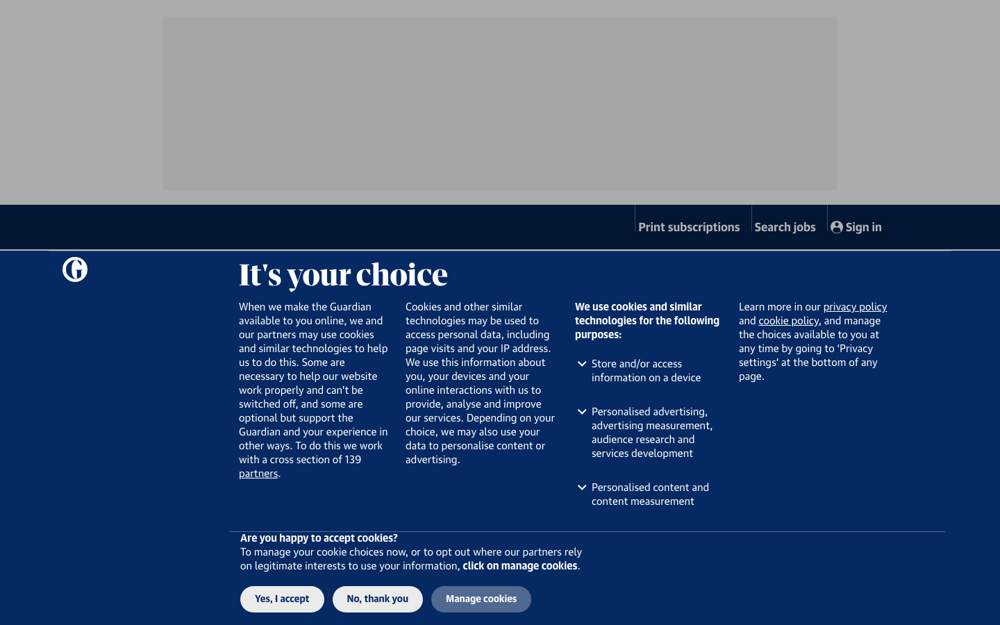 Print subscriptions
Search jobs
Sign in
It's your choice
When we make the Guardian
available to you online, we and
our partners may use cookies
and similar technologies to help
us to do this. Some are
necessary to help our website
work properly and can't be
switched off, and some are
optional but support the
Guardian and your experience in
other ways. To do this we work
with a cross section of 139
partners.
Cookies and other similar
technologies may be used to
access personal data, including
page visits and your IP address.
We use this information about
you, your devices and your
online interactions with us to
provide, analyse and improve
our services. Depending on your
choice, we may also use your
data to personalise content or
advertising.
We use cookies and similar
technologies for the following
purposes:
Store and/or access
information on a device
Personalised advertising,
advertising measurement,
audience research and
services development
Personalised content and
content measurement
Learn more in our privacy policy
and cookie policy, and manage
the choices available to you at
any time by going to ‘Privacy
settings’ at the bottom of any
page.
Are you happy to accept cookies?
To manage your cookie choices now, or to opt out where our partners rely
on legitimate interests to use your information, click on manage cookies.
Yes, I accept
No, thank you
Manage cookies